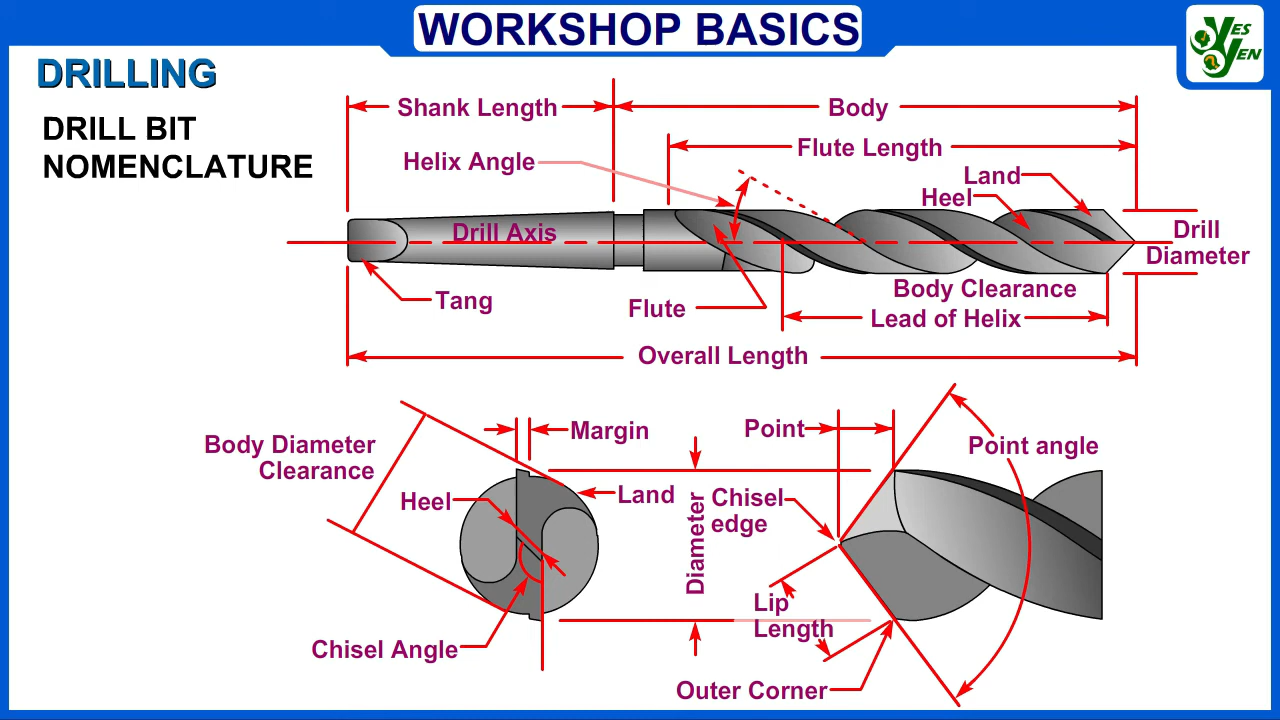 WORKSHOP BASICS
YES
YEN
DRILLING
DRILL BIT
NOMENCLATURE
Shank Length
Body
Flute Length
Helix Angle
Land
Heel
Drill Axis
Drill
Diameter
Tang
Flute
Body Clearance
Lead of Helix
Overall Length
Body Diameter
Clearance
Margin
Point
Point angle
Heel
Land
Diameter
Chisel
edge
Lip
Length
Chisel Angle
Outer Corner